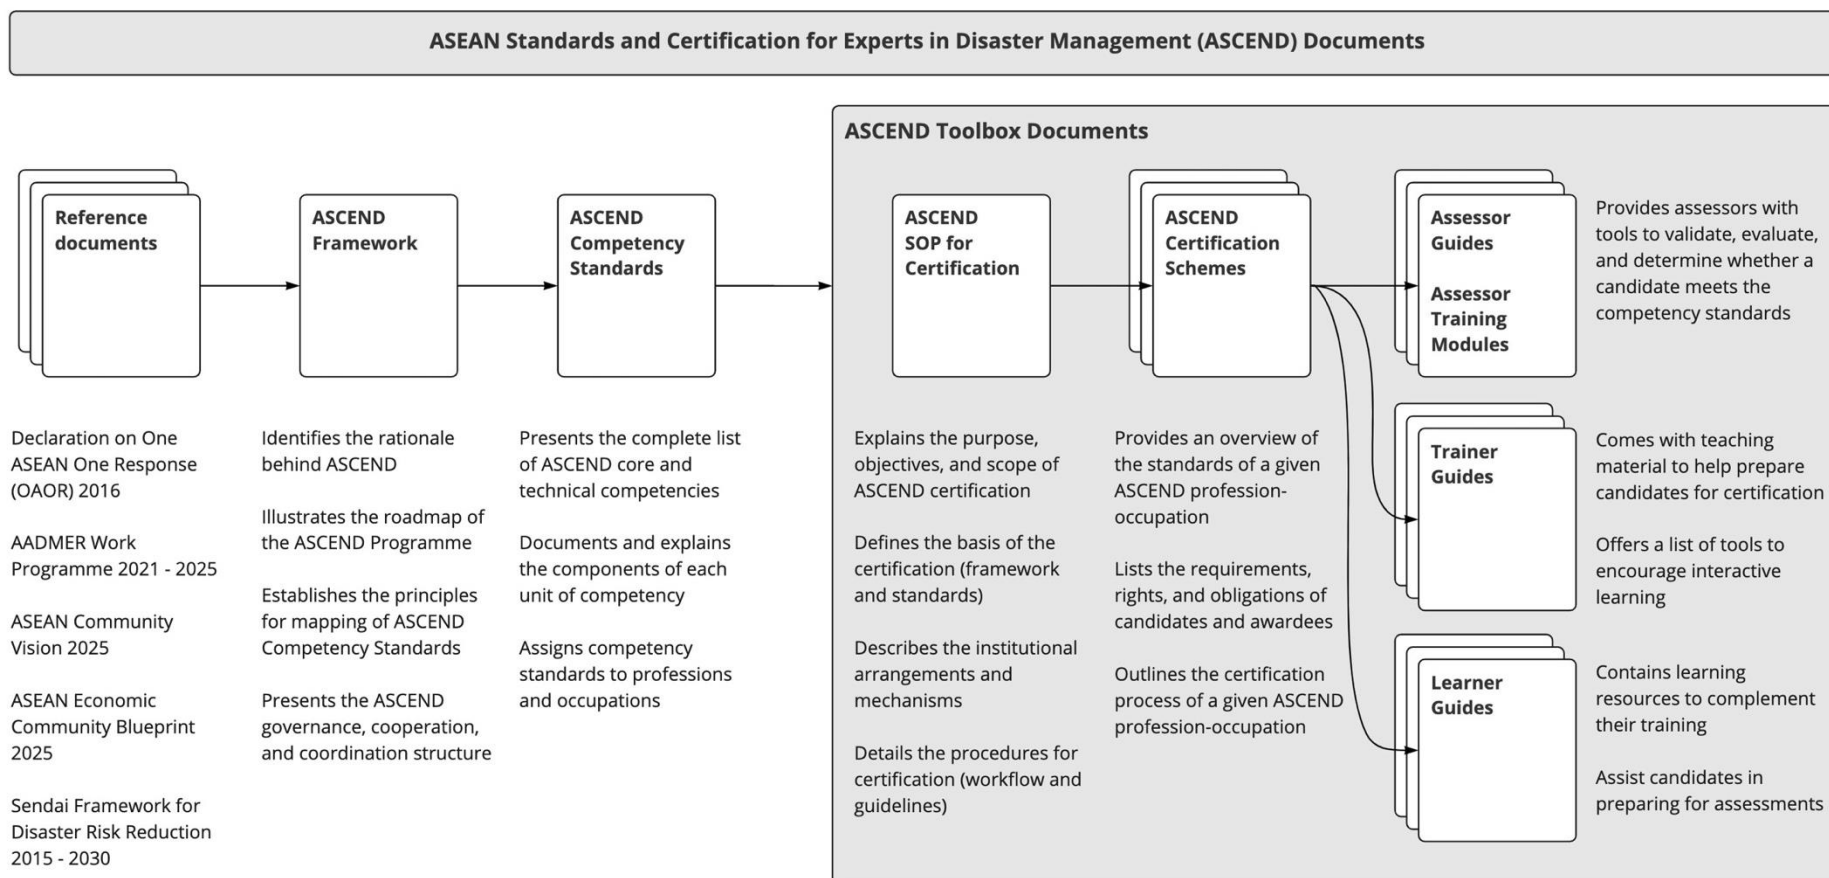 ASEAN Standards and Certification for Experts in Disaster Management (ASCEND) Documents
Reference
documents
Declaration on One
ASEAN One Response
(OAOR) 2016
AADMER Work
Programme 2021 - 2025
ASEAN Community
Vision 2025
ASEAN Economic
Community Blueprint
2025
Sendai Framework for
Disaster Risk Reduction
2015 - 2030
ASCEND
Framework
Identifies the rationale
behind ASCEND
Illustrates the roadmap of
the ASCEND Programme
Establishes the principles
for mapping of ASCEND
Competency Standards
Presents the ASCEND
governance, cooperation,
and coordination structure
ASCEND
Competency
Standards
Presents the complete list
of ASCEND core and
technical competencies
Documents and explains
the components of each
unit of competency
Assigns competency
standards to professions
and occupations
ASCEND Toolbox Documents
ASCEND
SOP for
Certification
Explains the purpose,
objectives, and scope of
ASCEND certification
Defines the basis of the
certification (framework
and standards)
Describes the institutional
arrangements and
mechanisms
Details the procedures for
certification (workflow and
guidelines)
ASCEND
Certification
Schemes
Provides an overview of
the standards of a given
ASCEND profession-
occupation
Lists the requirements,
rights, and obligations of
candidates and awardees
Outlines the certification
process of a given ASCEND
profession-occupation
Assessor
Guides
Assessor
Training
Modules
Provides assessors with
tools to validate, evaluate,
and determine whether a
candidate meets the
competency standards
Trainer
Guides
Comes with teaching
material to help prepare
candidates for certification
Offers a list of tools to
encourage interactive
learning
Learner
Guides
Contains learning
resources to complement
their training
Assist candidates in
preparing for assessments